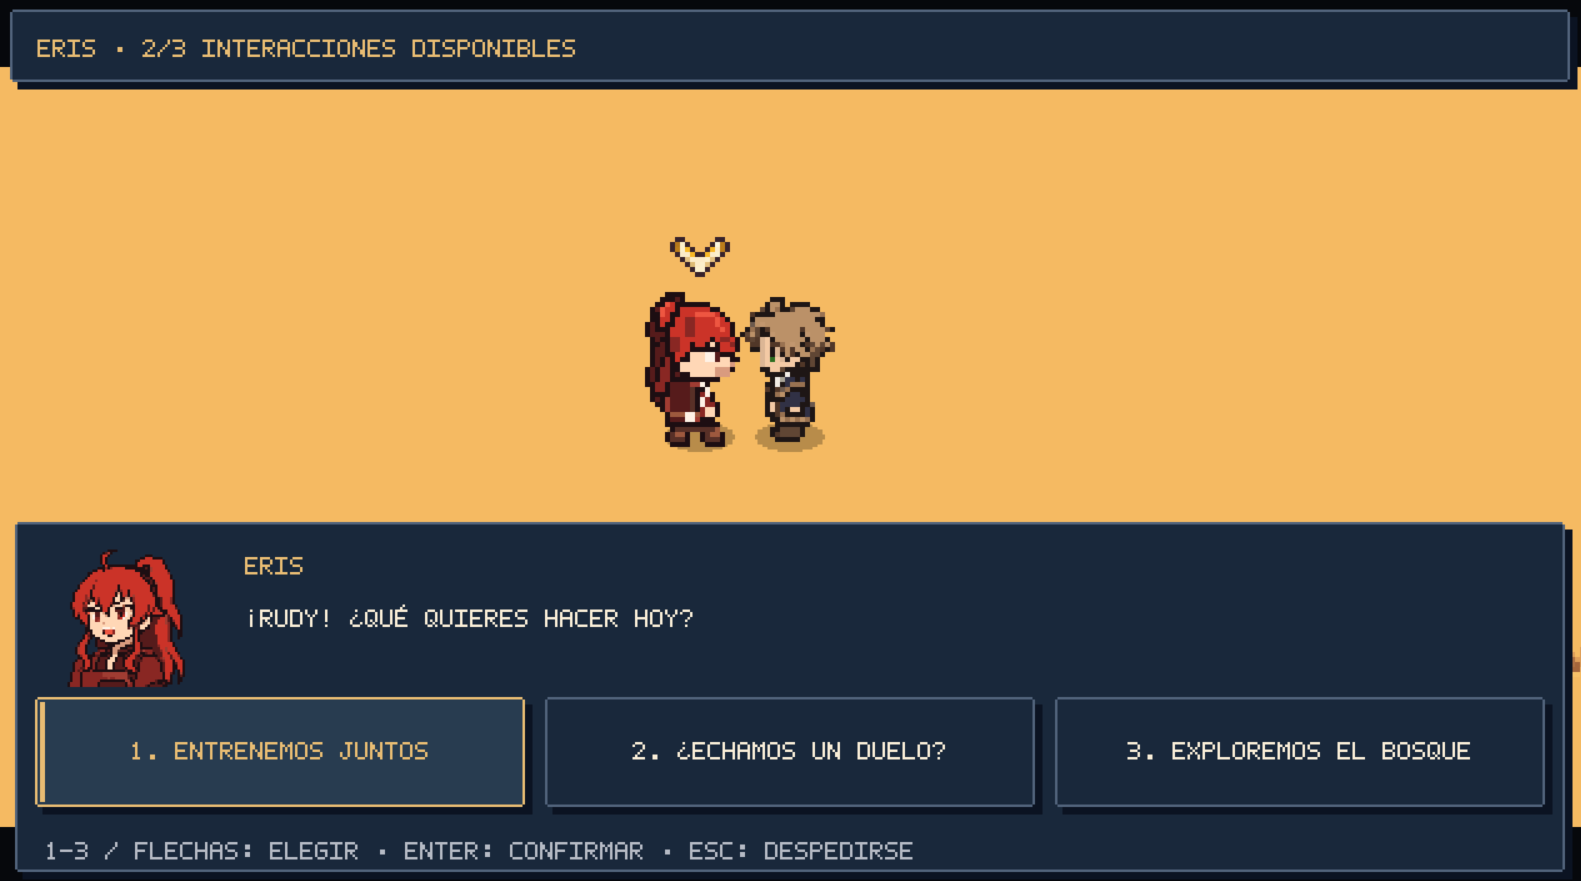 ERIS · 2/3 INTERACCIONES DISPONIBLES
ERIS
¡RUDY! ¿QUÉ QUIERES HACER HOY?
1. ENTRENEMOS JUNTOS
2. ¿ECHAMOS UN DUELO?
3. EXPLOREMOS EL BOSQUE
1-3 / FLECHAS: ELEGIR · ENTER: CONFIRMAR · ESC: DESPEDIRSE